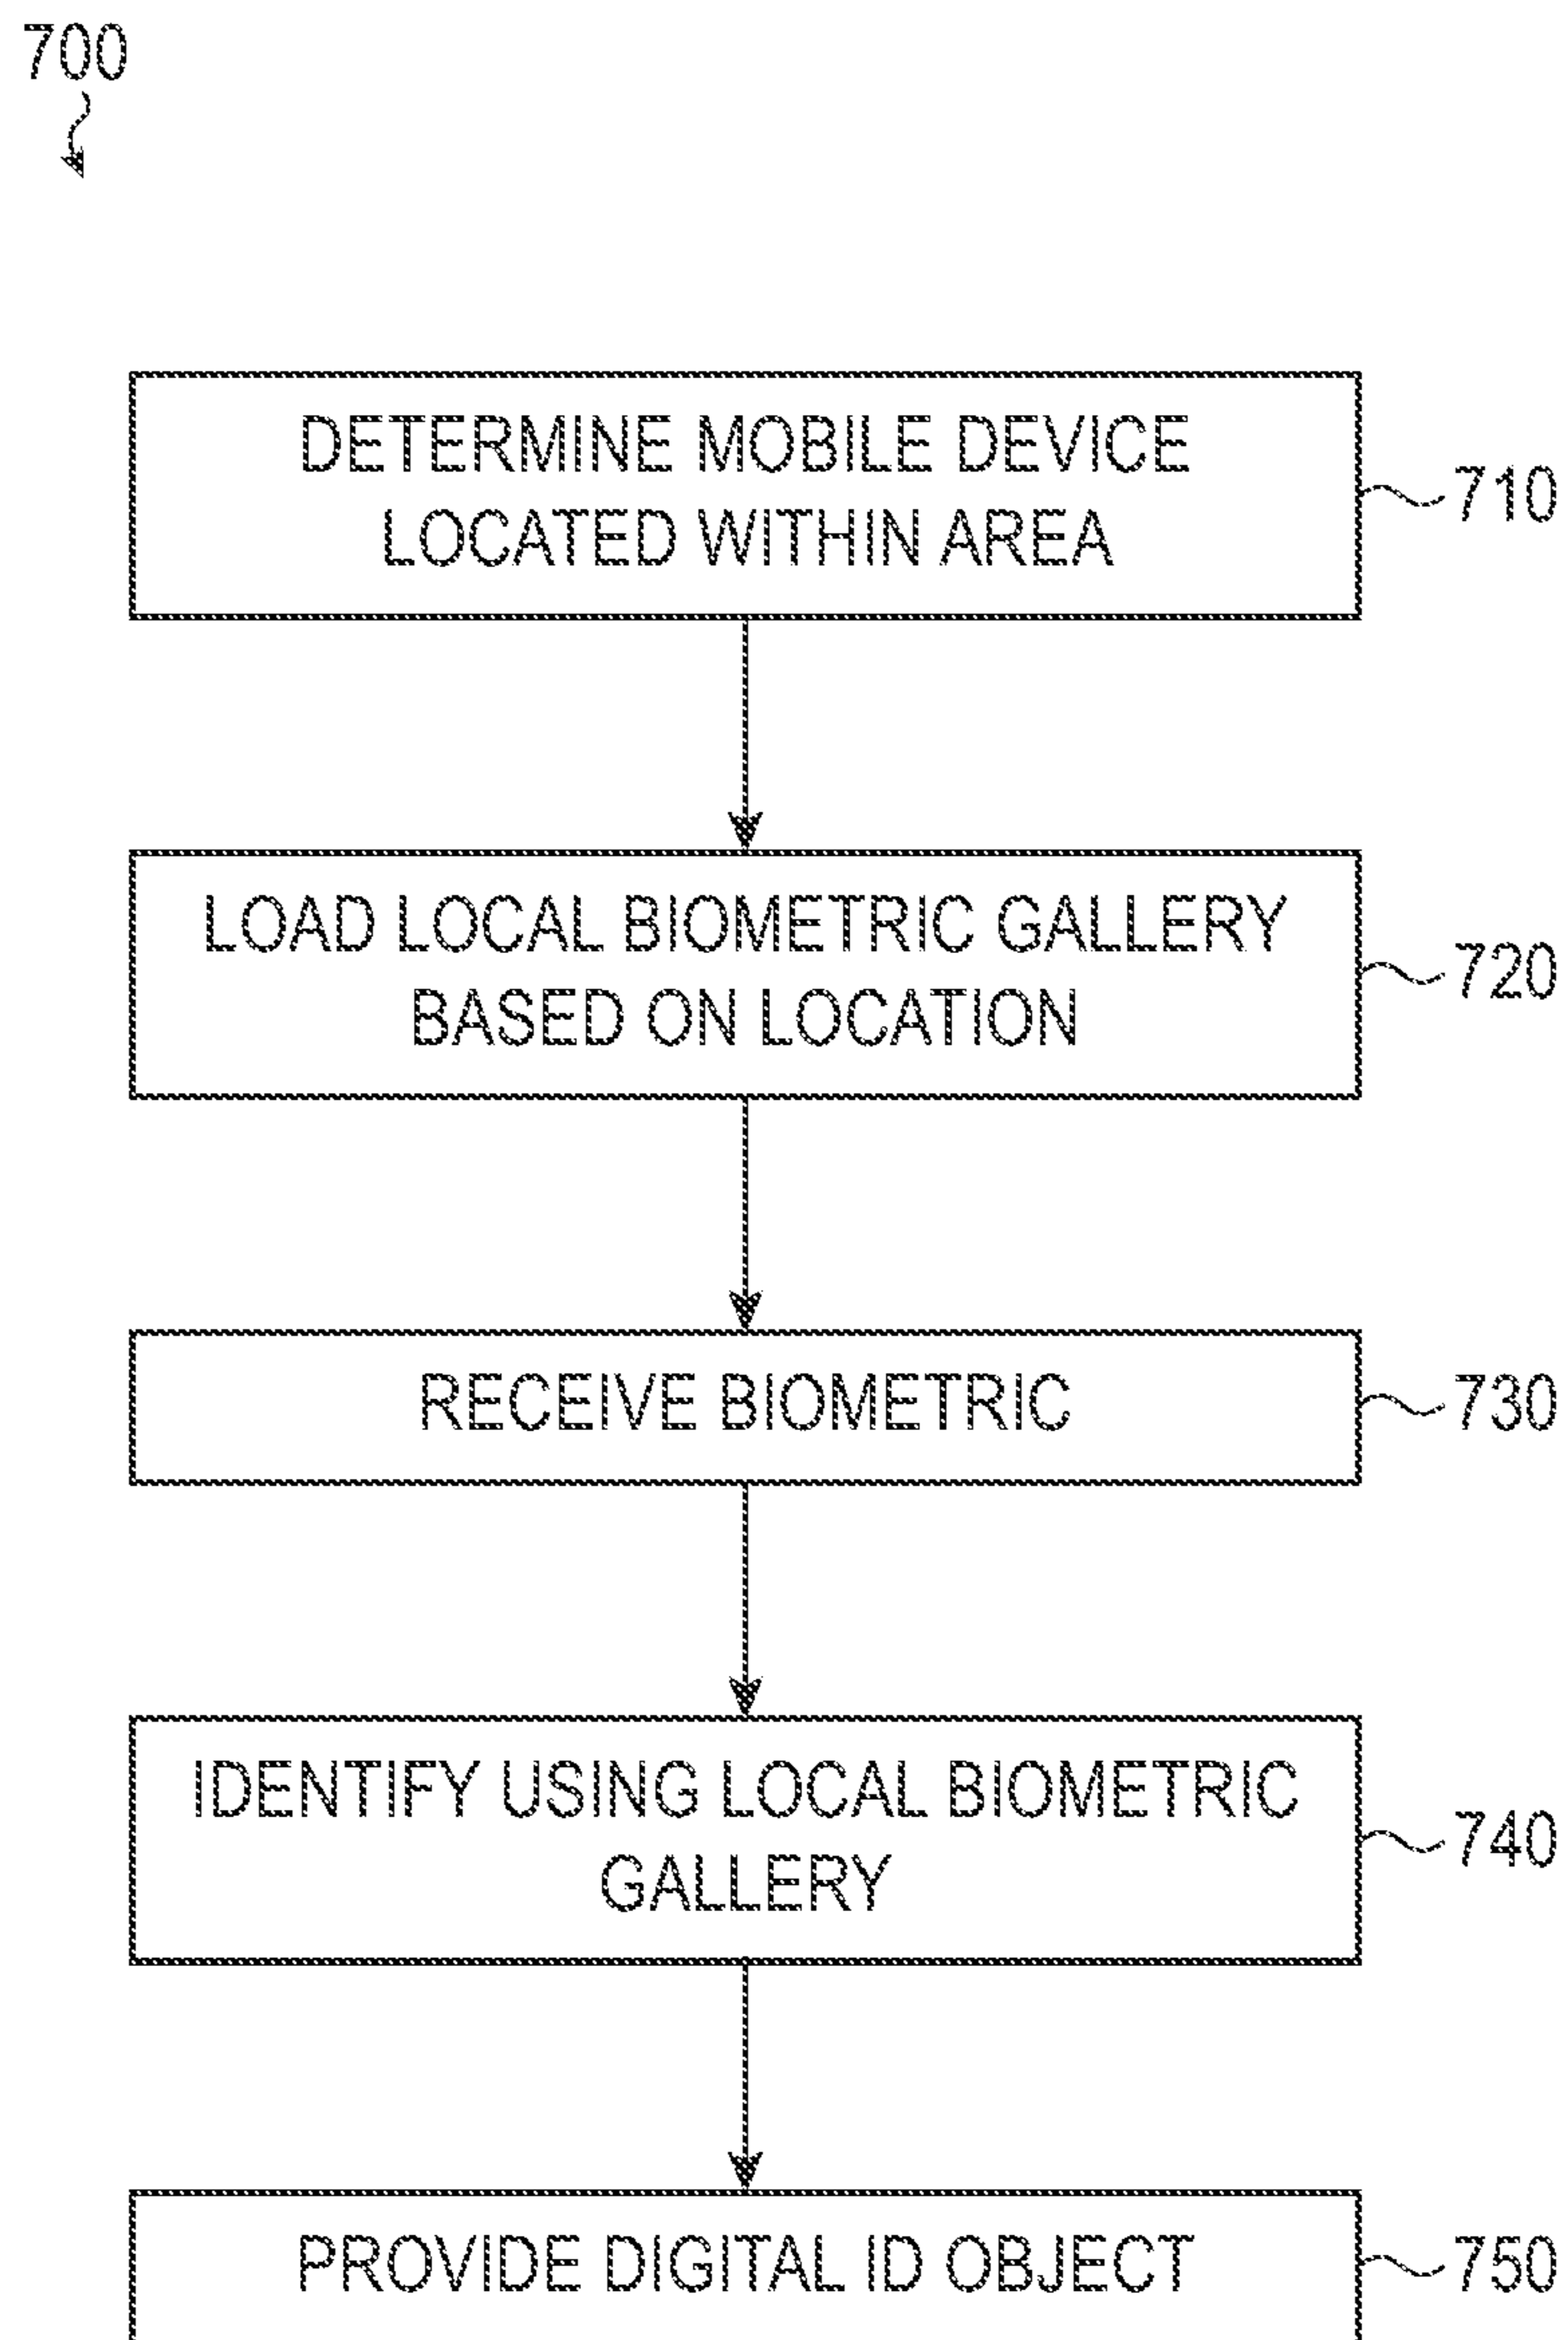 700
DETERMINE MOBILE DEVICE
LOCATED WITHIN AREA
710
LOAD LOCAL BIOMETRIC GALLERY
BASED ON LOCATION
720
RECEIVE BIOMETRIC
730
IDENTIFY USING LOCAL BIOMETRIC
GALLERY
740
PROVIDE DIGITAL ID OBJECT
750